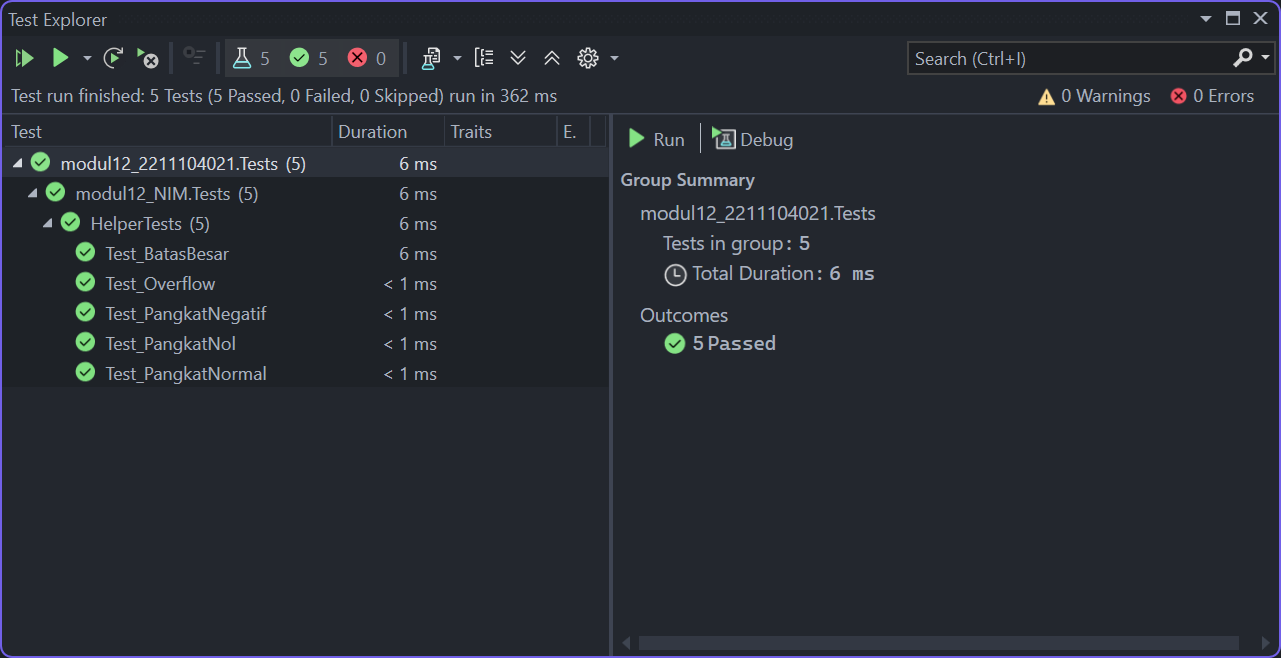 Test Explorer
5 5 0 Search (Ctrl+I)
Test run finished: 5 Tests (5 Passed, 0 Failed, 0 Skipped) run in 362 ms 0 Warnings 0 Errors
Test Duration Traits E.
modul12_2211104021.Tests (5) 6 ms
modul12_NIM.Tests (5) 6 ms
HelperTests (5) 6 ms
Test_BatasBesar 6 ms
Test_Overflow < 1 ms
Test_PangkatNegatif < 1 ms
Test_PangkatNol < 1 ms
Test_PangkatNormal < 1 ms
Run Debug
Group Summary
modul12_2211104021.Tests
Tests in group: 5
Total Duration: 6 ms
Outcomes
5 Passed